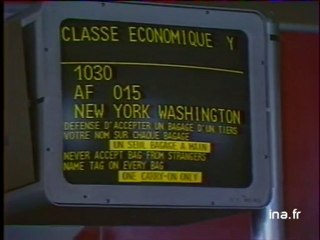 CLASSE ECONOMIQUE Y
1030
AF 015
NEW YORK WASHINGTON
DEFENSE D'ACCEPTER UN BAGAGE D'UN TIERS
VOTRE NOM SUR CHAQUE BAGAGE
UN SEUL BAGAGE A MAIN
NEVER ACCEPT BAG FROM STRANGERS
NAME TAG ON EVERY BAG
ONE CARRY-ON ONLY
ina.fr